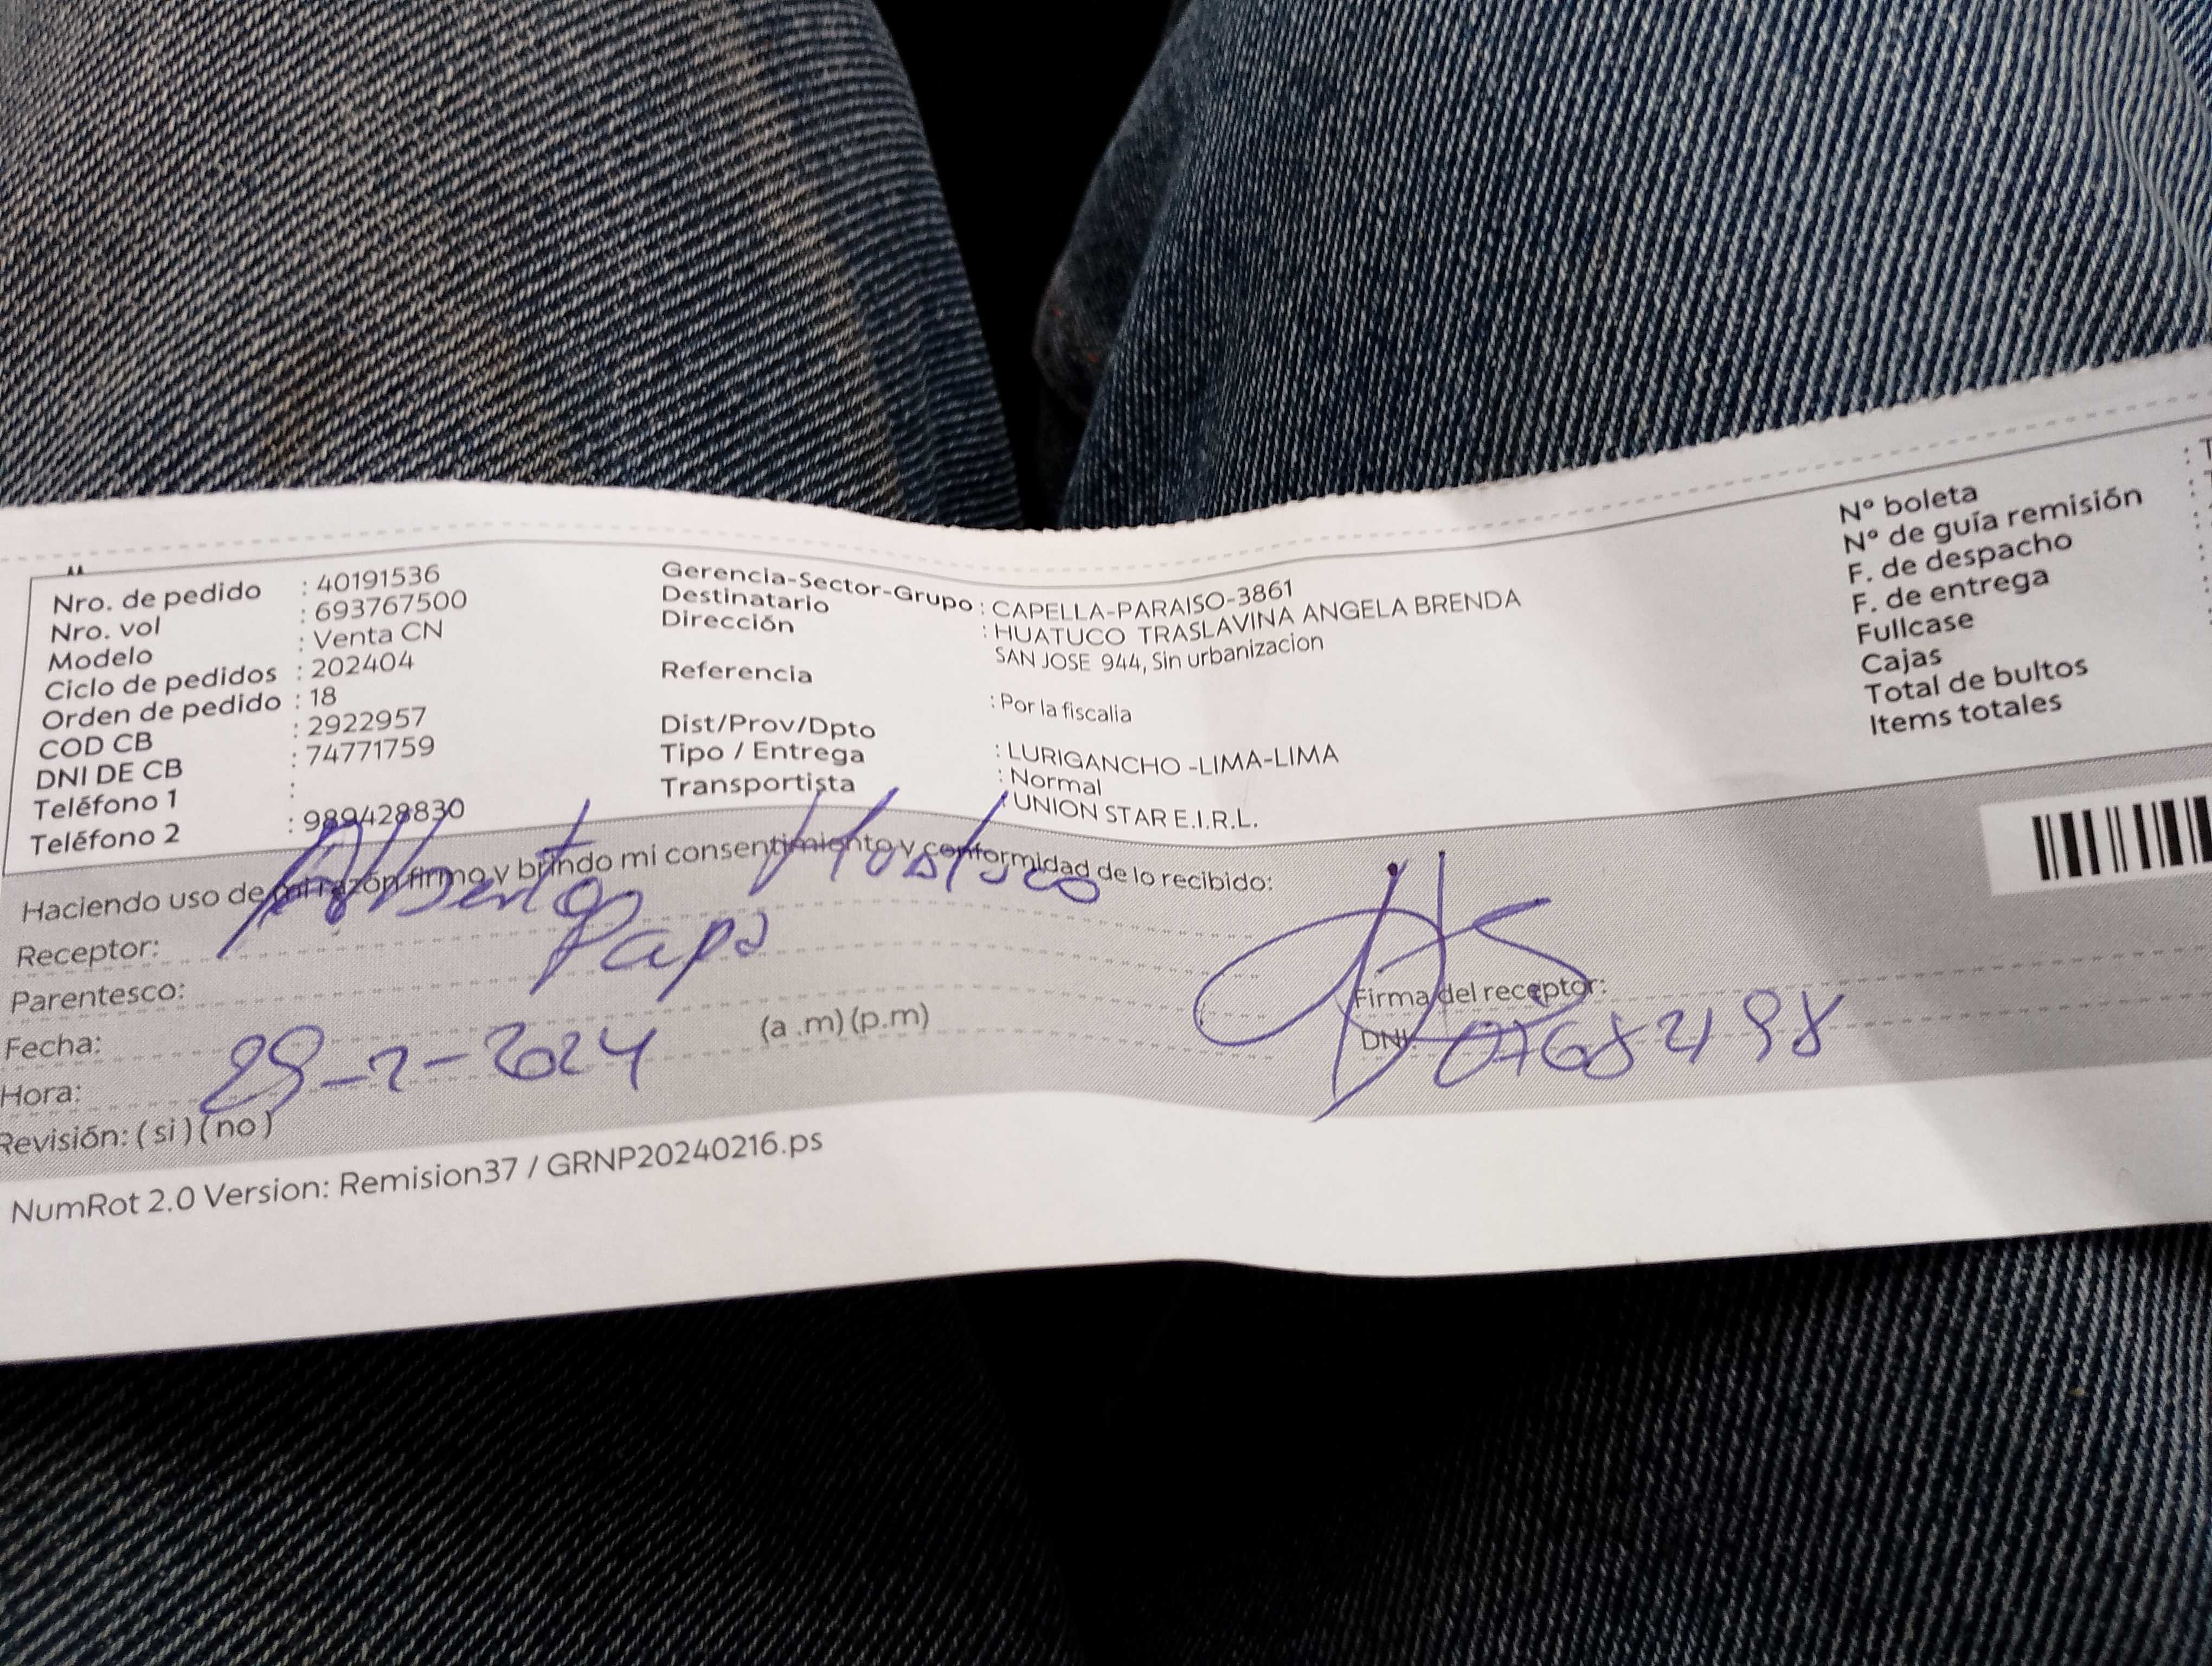 Nro. de pedido : 40191536
Nro. vol : 693767500
Modelo : Venta CN
Ciclo de pedidos : 202404
Orden de pedido : 18
COD CB : 2922957
DNI DE CB : 74771759
Teléfono 1 :
Teléfono 2 : 989428830
Gerencia-Sector-Grupo : CAPELLA-PARAISO-3861
Destinatario : HUATUCO TRASLAVINA ANGELA BRENDA
Dirección SAN JOSE 944, Sin urbanizacion
Referencia : Por la fiscalia
Dist/Prov/Dpto : LURIGANCHO -LIMA-LIMA
Tipo / Entrega : Normal
Transportista : UNION STAR E.I.R.L.
N° boleta
N° de guía remisión
F. de despacho
F. de entrega
Fullcase
Cajas
Total de bultos
Items totales
Haciendo uso de mi razón firmo y brindo mi consentimiento y conformidad de lo recibido:
Receptor: Alberto Huatuco
Parentesco: Papa
Fecha: 29-2-2024 (a .m) (p.m)
Hora:
Revisión: ( si ) ( no )
Firma del receptor:
DNI: 07682498
NumRot 2.0 Version: Remision37 / GRNP20240216.ps